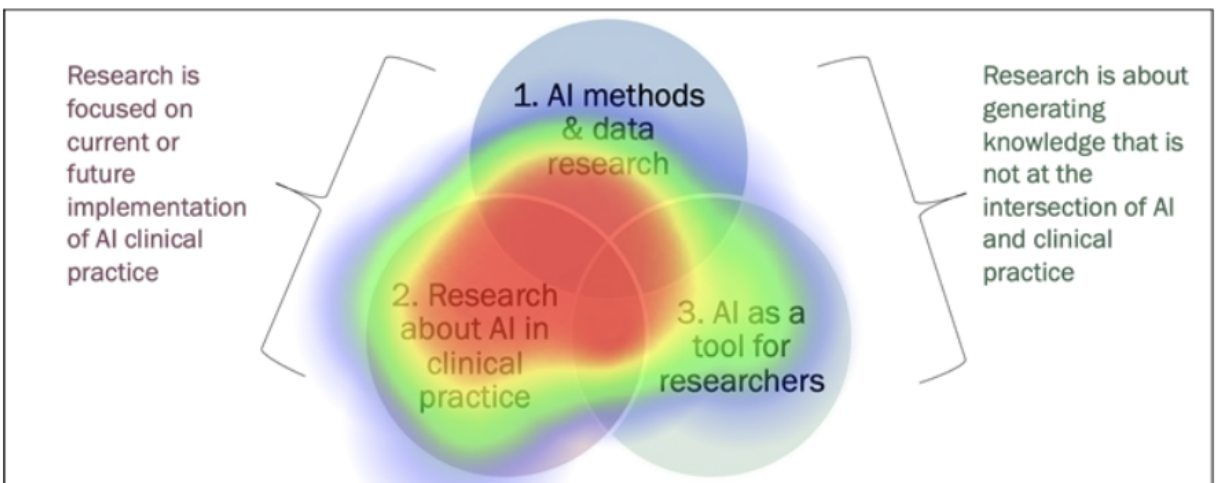 Research is
focused on
current or
future
implementation
of AI clinical
practice
1. AI methods
& data
research
2. Research
about AI in
clinical
practice
3. AI as a
tool for
researchers
Research is about
generating
knowledge that is
not at the
intersection of AI
and clinical
practice